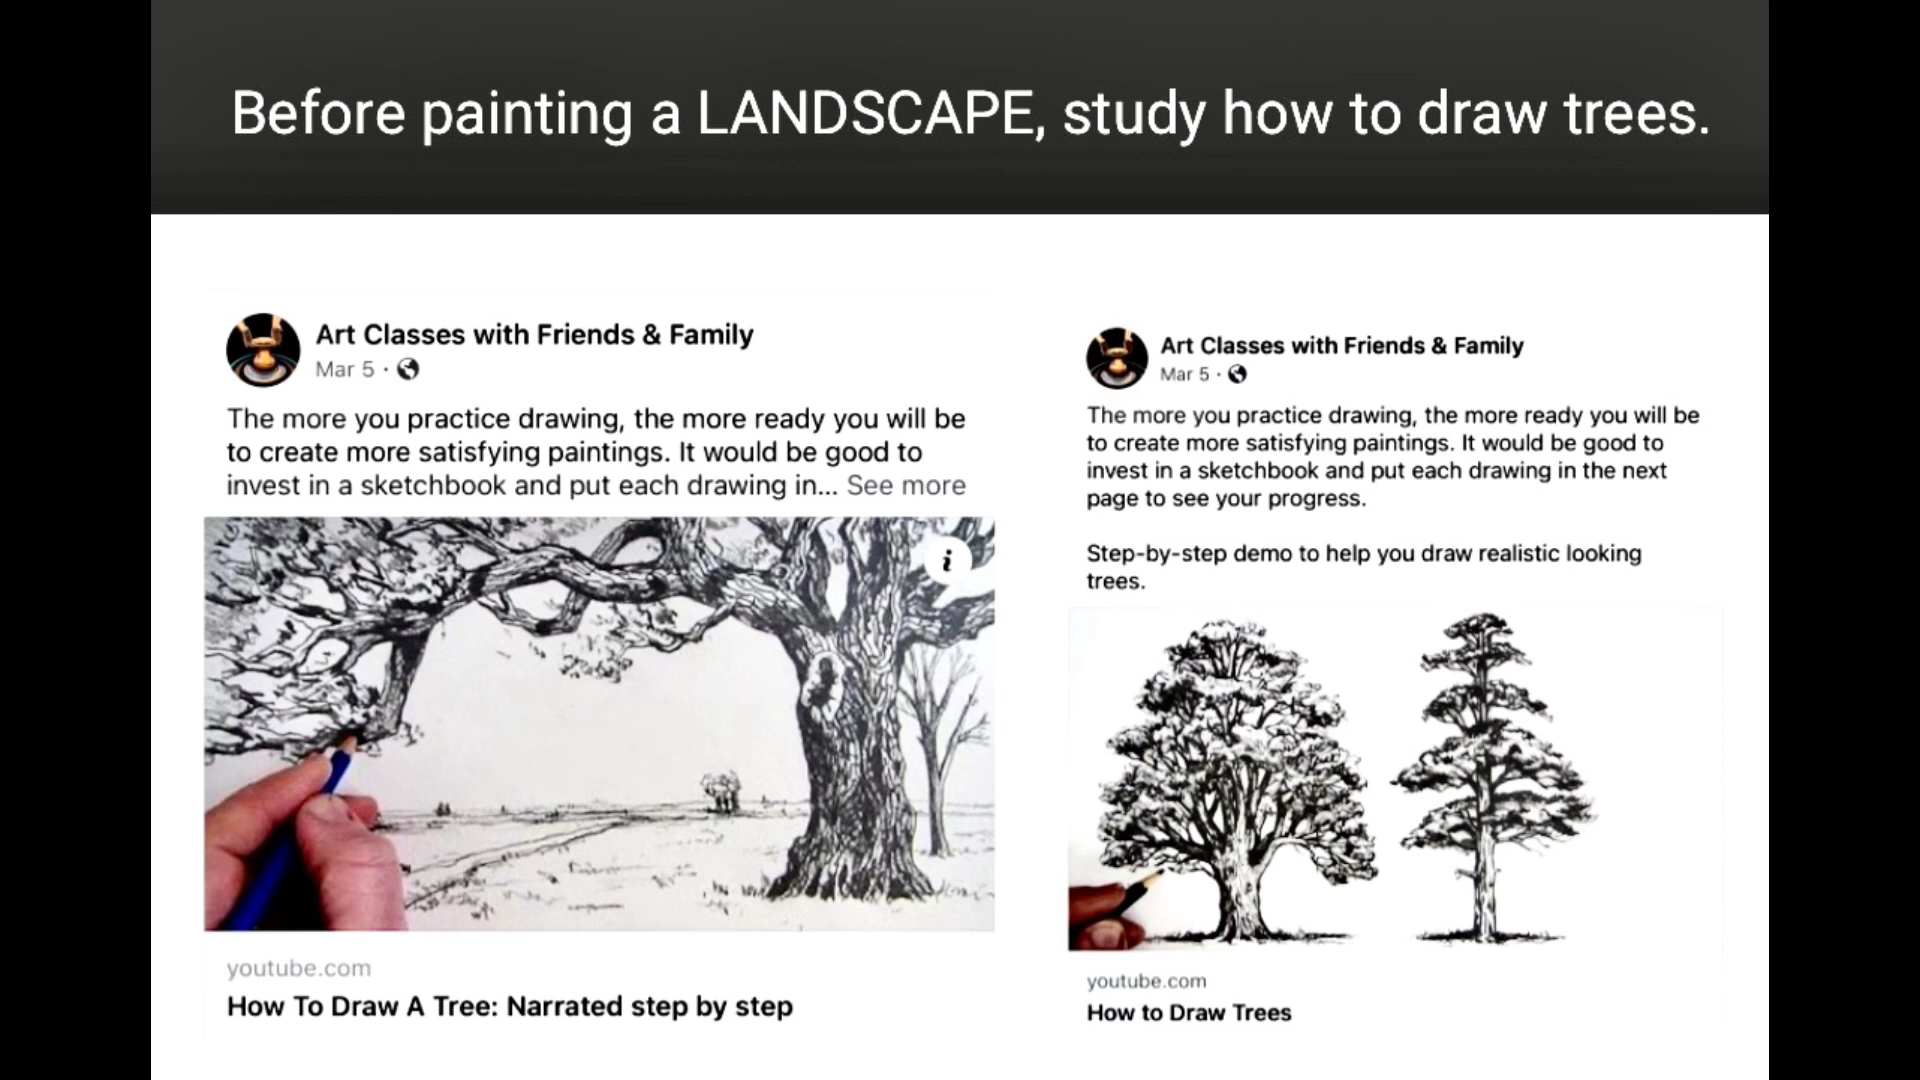 Before painting a LANDSCAPE, study how to draw trees.
Art Classes with Friends & Family
Mar 5 ·
The more you practice drawing, the more ready you will be
to create more satisfying paintings. It would be good to
invest in a sketchbook and put each drawing in... See more
i
youtube.com
How To Draw A Tree: Narrated step by step
Art Classes with Friends & Family
Mar 5 ·
The more you practice drawing, the more ready you will be
to create more satisfying paintings. It would be good to
invest in a sketchbook and put each drawing in the next
page to see your progress.
Step-by-step demo to help you draw realistic looking
trees.
youtube.com
How to Draw Trees